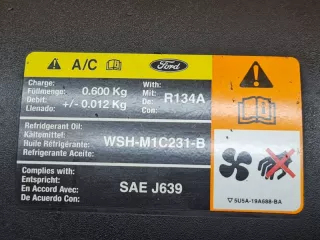 A/C Ford
Charge: With:
Füllmenge: 0.600 Kg Mit:
Debit: De: R134A
Llenado: +/- 0.012 Kg Con:
Refridgerant Oil:
Kältemittel: WSH-M1C231-B
Huile Réfrigérante:
Refrigerante Aceite:
Complies with:
Entspricht: SAE J639
En Accord Avec:
De Acuerdo Con:
5U5A-19A688-BA